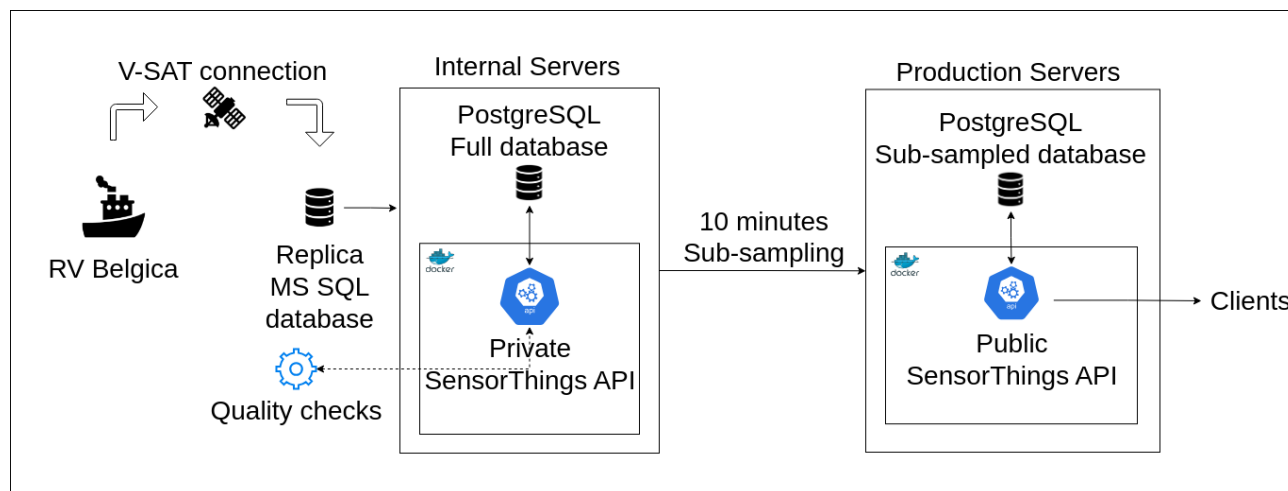 V-SAT connection
RV Belgica
Replica
MS SQL
database
Quality checks
Internal Servers
PostgreSQL
Full database
docker
api
Private
SensorThings API
10 minutes
Sub-sampling
Production Servers
PostgreSQL
Sub-sampled database
docker
api
Public
SensorThings API
Clients